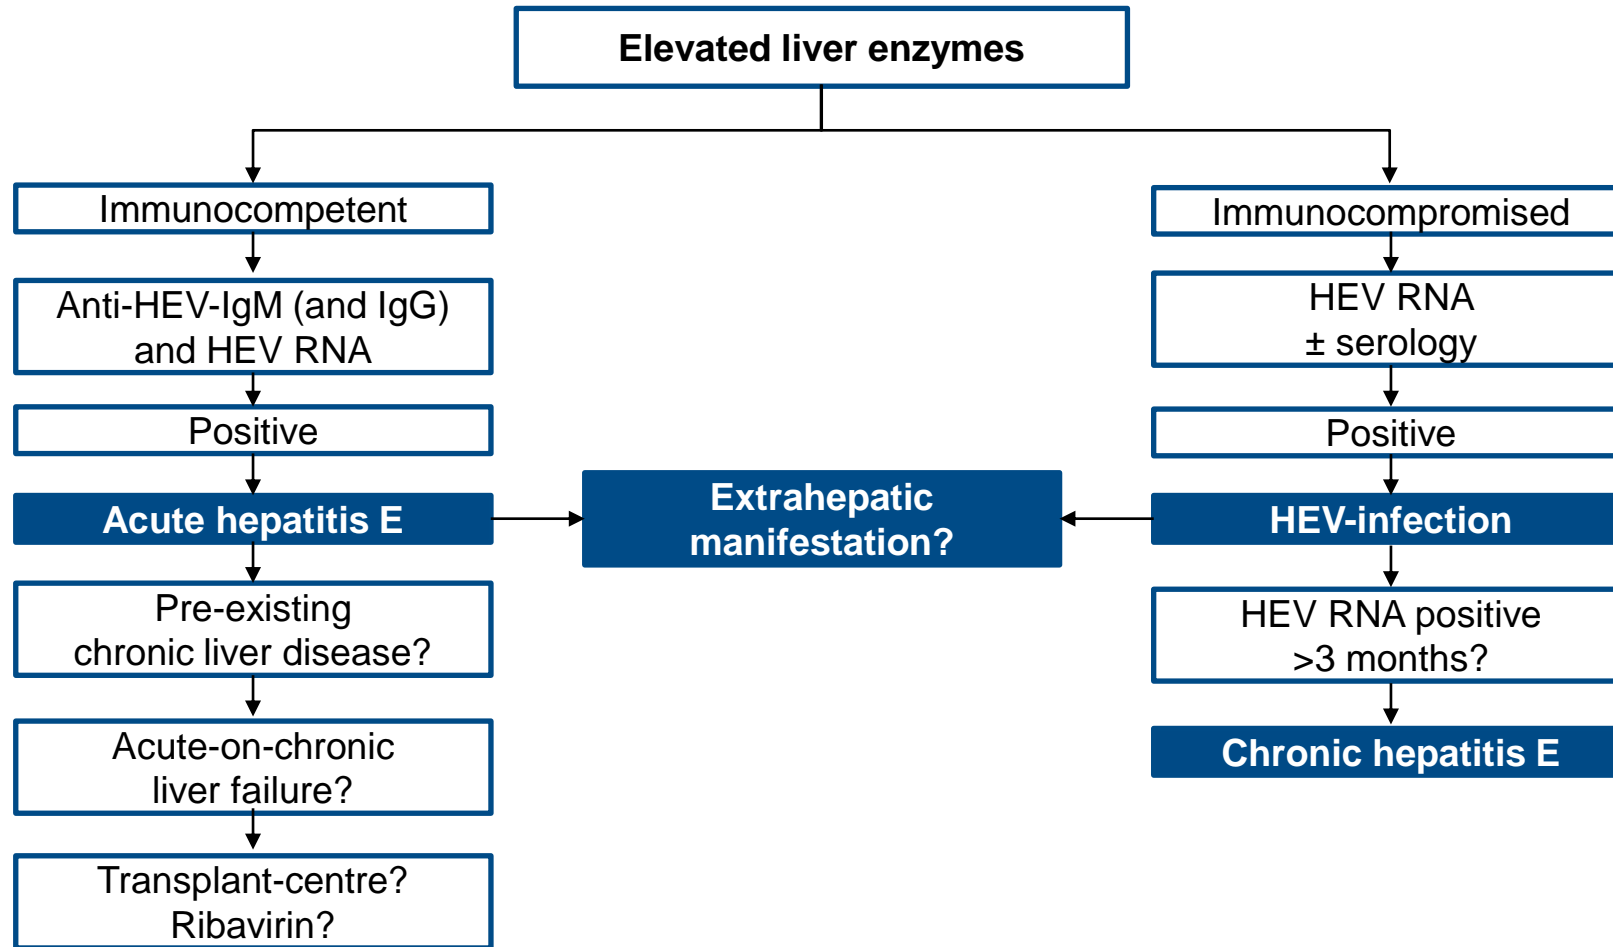 Elevated liver enzymes
Immunocompetent
Anti-HEV-IgM (and IgG)
and HEV RNA
Positive
Acute hepatitis E
Pre-existing
chronic liver disease?
Acute-on-chronic
liver failure?
Transplant-centre?
Ribavirin?
Extrahepatic
manifestation?
Immunocompromised
HEV RNA
± serology
Positive
HEV-infection
HEV RNA positive
>3 months?
Chronic hepatitis E